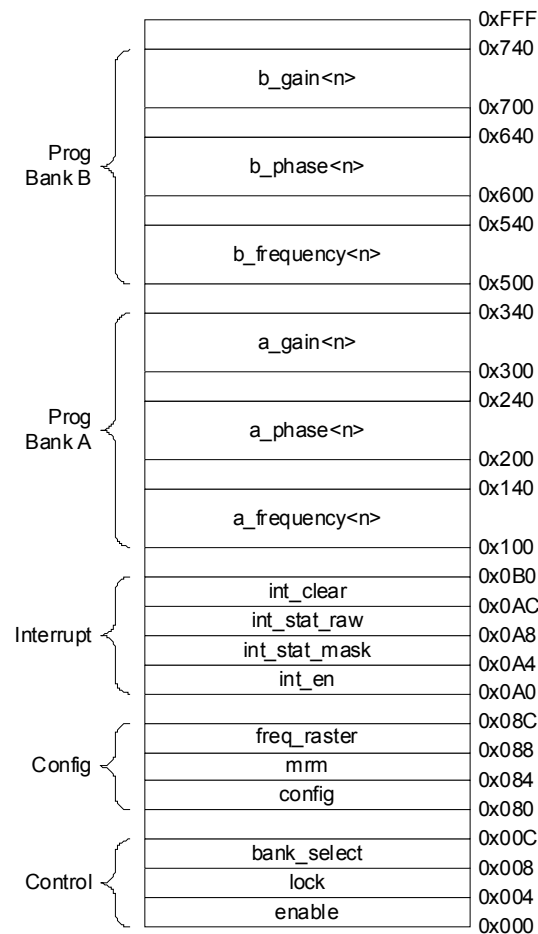 0xFFF
0x740
b_gain<n>
0x700
0x640
Prog
Bank B
b_phase<n>
0x600
0x540
b_frequency<n>
0x500
0x340
a_gain<n>
0x300
0x240
Prog
Bank A
a_phase<n>
0x200
0x140
a_frequency<n>
0x100
0x0B0
int_clear
0x0AC
int_stat_raw
Interrupt
0x0A8
int_stat_mask
0x0A4
int_en
0x0A0
0x08C
freq_raster
0x088
Config
mrm
0x084
config
0x080
0x00C
bank_select
0x008
Control
lock
0x004
enable
0x000